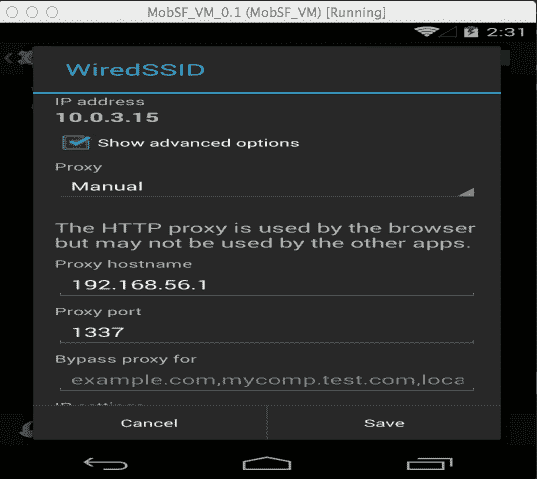 MobSF_VM_0.1 (MobSF_VM) [Running]
2:31
WiredSSID
IP address
10.0.3.15
Show advanced options
Proxy
Manual
The HTTP proxy is used by the browser
but may not be used by the other apps.
Proxy hostname
192.168.56.1
Proxy port
1337
Bypass proxy for
example.com,mycomp.test.com,loca
IP settings
Cancel
Save